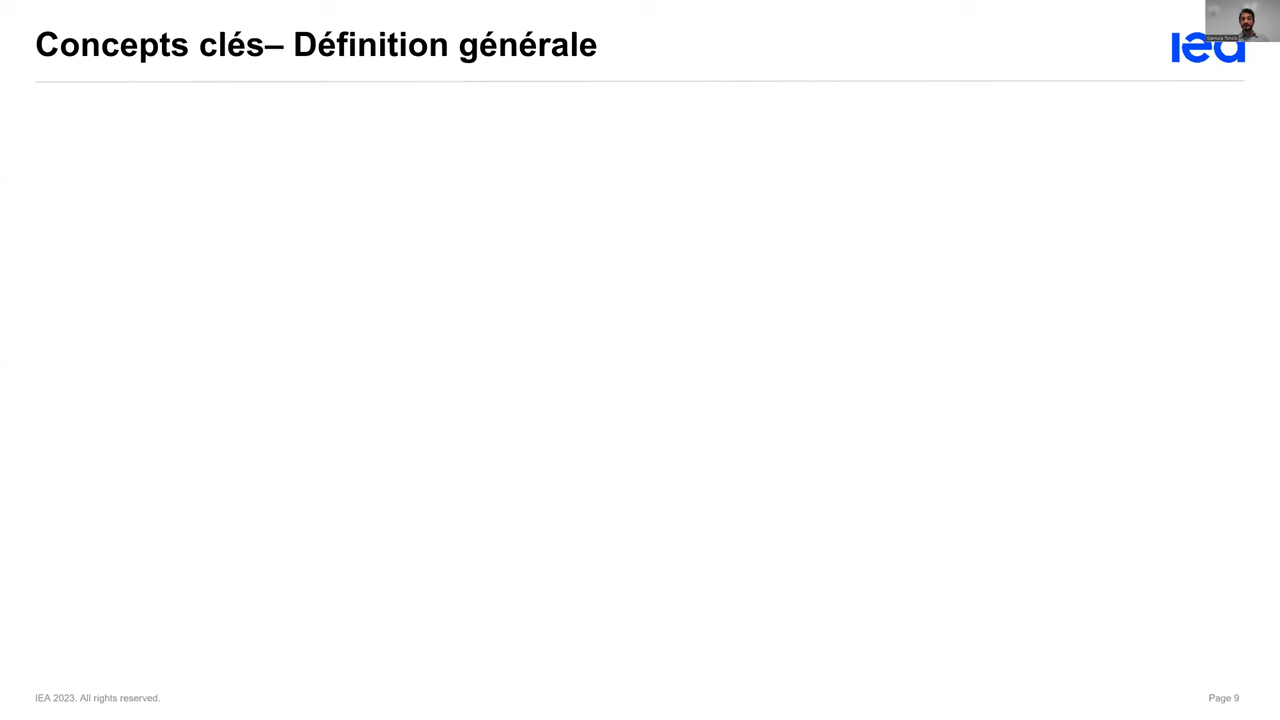 Concepts clés– Définition générale
iea
IEA 2023. All rights reserved.
Page 9